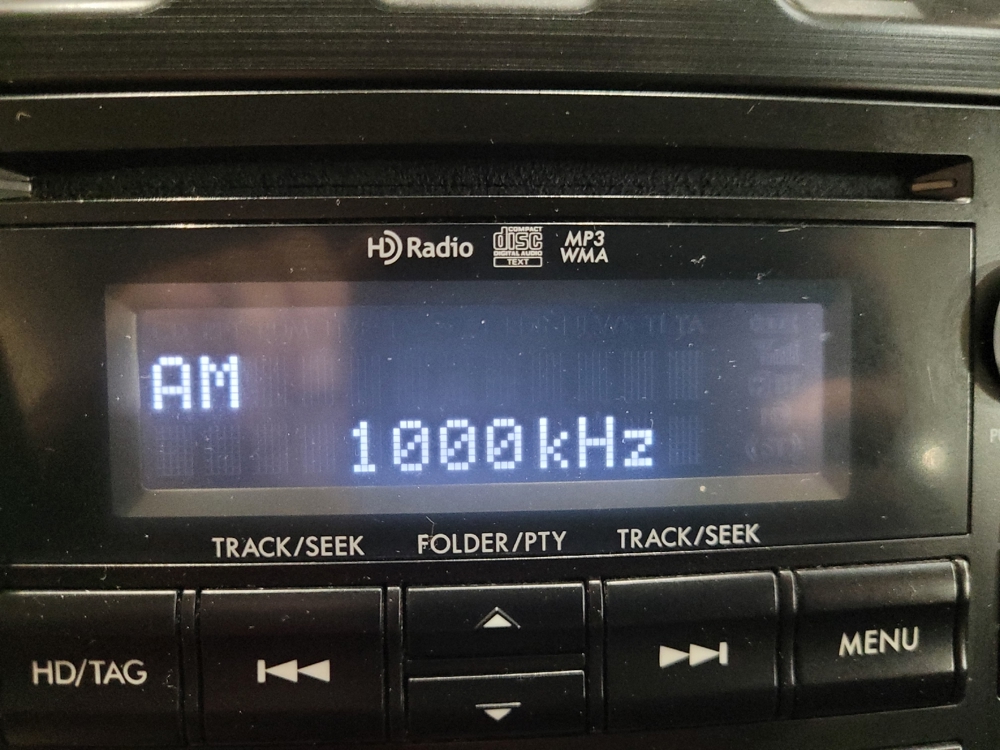 HD Radio
COMPACT
disc
DIGITAL AUDIO
TEXT
MP3
WMA
AM
1000kHz
TRACK/SEEK FOLDER/PTY TRACK/SEEK
HD/TAG
MENU